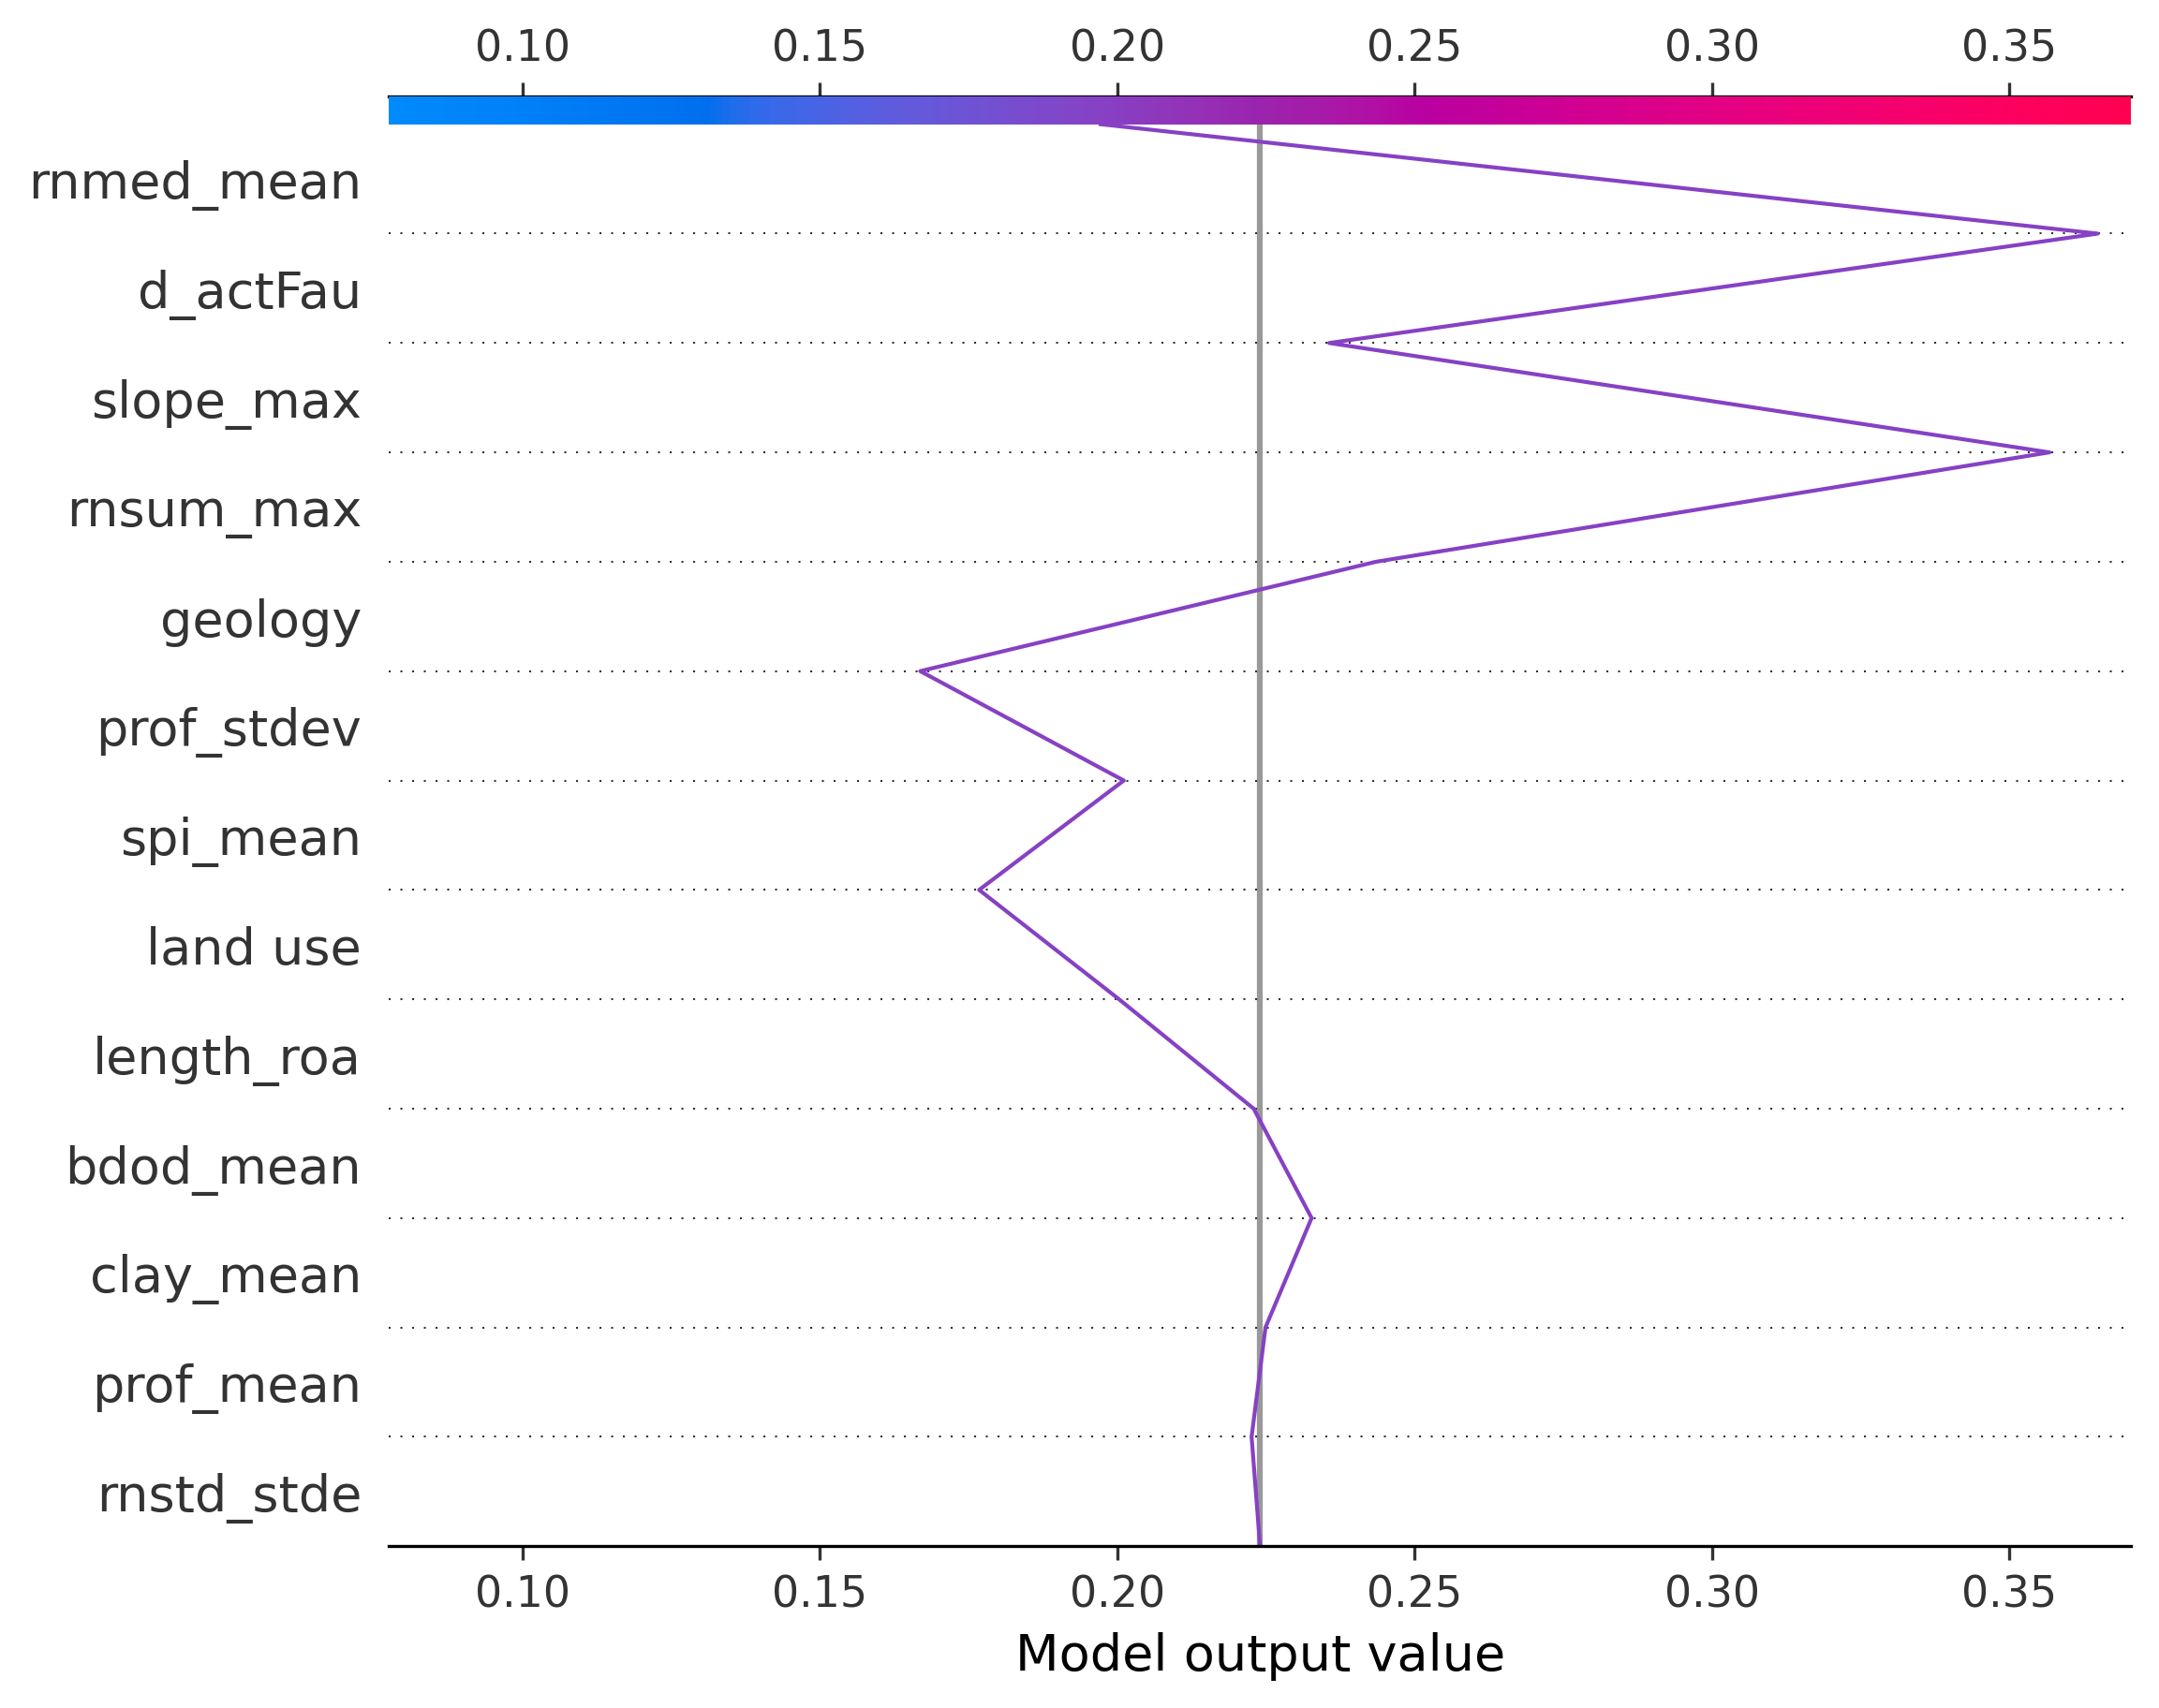 0.10 0.15 0.20 0.25 0.30 0.35
rnmed_mean
d_actFau
slope_max
rnsum_max
geology
prof_stdev
spi_mean
land use
length_roa
bdod_mean
clay_mean
prof_mean
rnstd_stde
0.10 0.15 0.20 0.25 0.30 0.35
Model output value